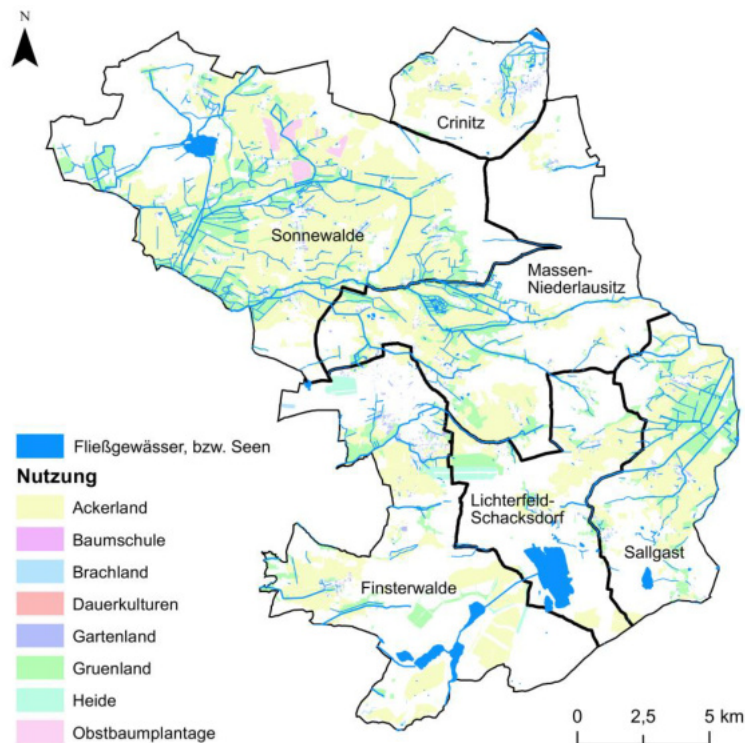 N
Crinitz
Sonnewalde
Massen-
Niederlausitz
Fließgewässer, bzw. Seen
Nutzung
Ackerland
Baumschule
Brachland
Dauerkulturen
Gartenland
Gruenland
Heide
Obstbaumplantage
Lichterfeld-
Schacksdorf
Sallgast
Finsterwalde
0 2,5 5 km